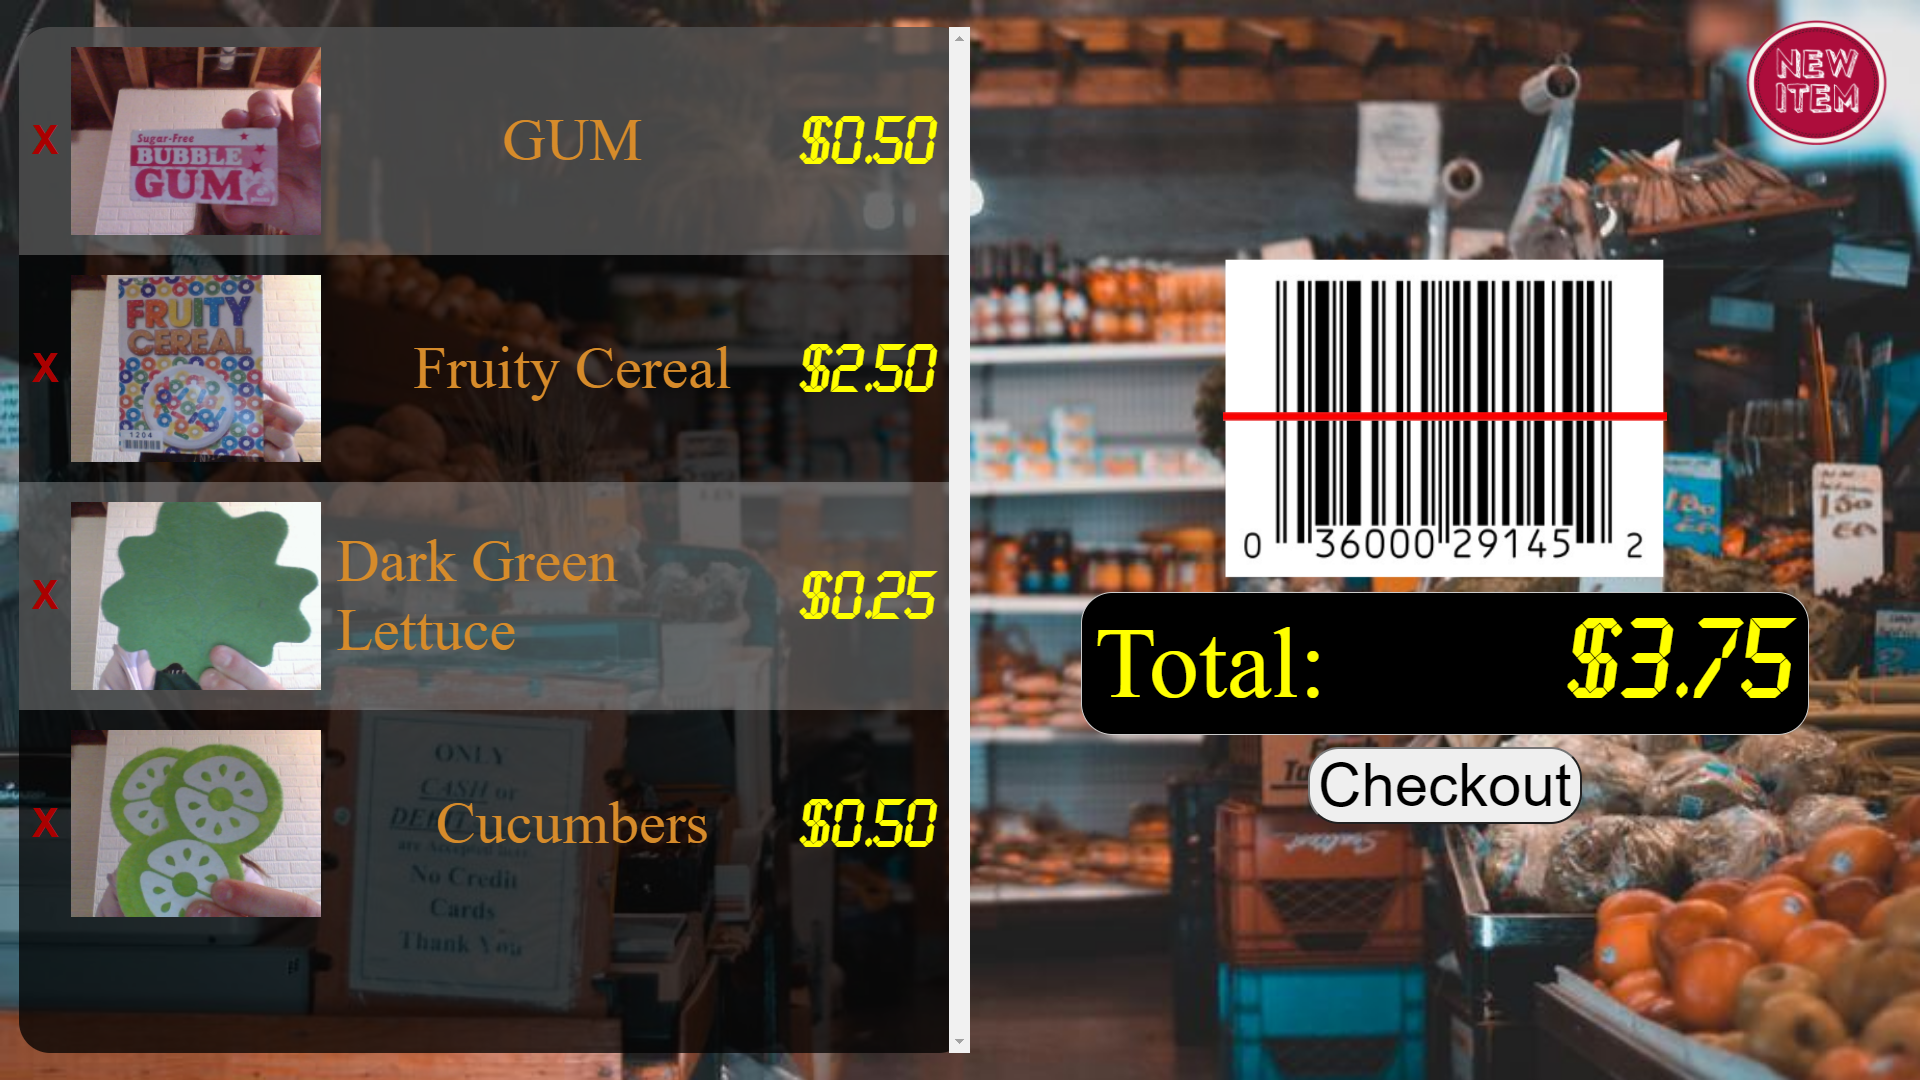 X
Sugar-Free
BUBBLE
GUM
GUM
$0.50
X
FRUITY
CEREAL
1204
Fruity Cereal
$2.50
X
Dark Green
Lettuce
$0.25
X
Cucumbers
$0.50
ONLY
CASH or
are Accepted here
No Credit
Cards
Thank You
NEW
ITEM
0 36000 29145 2
Total: $3.75
Checkout